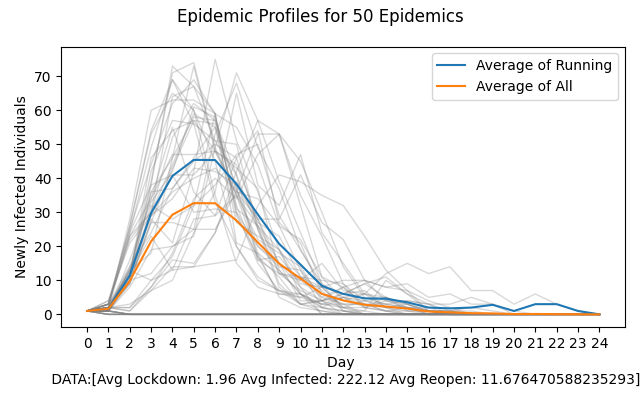 Epidemic Profiles for 50 Epidemics
Average of Running
Average of All
Newly Infected Individuals
70
60
50
40
30
20
10
0
0 1 2 3 4 5 6 7 8 9 10 11 12 13 14 15 16 17 18 19 20 21 22 23 24
Day
DATA:[Avg Lockdown: 1.96 Avg Infected: 222.12 Avg Reopen: 11.676470588235293]